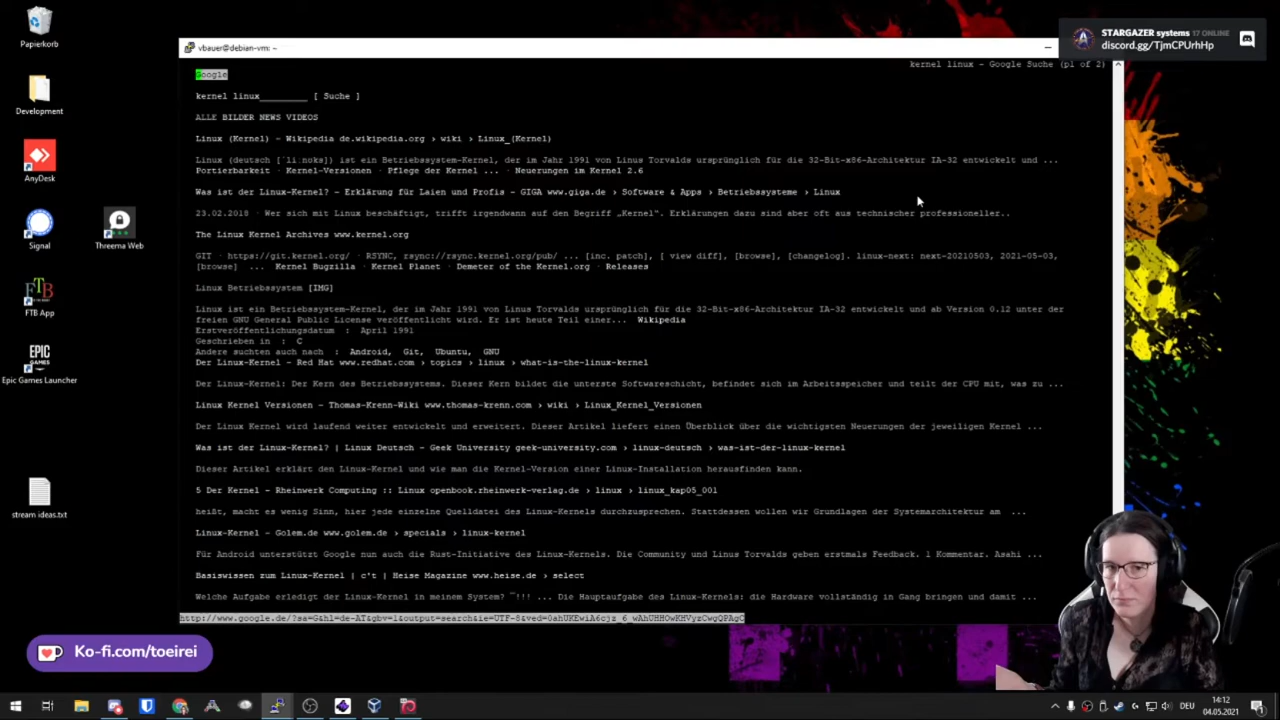 Papierkorb
Development
AnyDesk
Signal
Threema Web
FTB App
Epic Games Launcher
stream ideas.txt
vbauer@debian-vm: ~
STARGAZER systems 17 ONLINE
discord.gg/TjmCPUrhHp
kernel linux - Google Suche (p1 of 2)
Google
kernel linux________ [ Suche ]
ALLE BILDER NEWS VIDEOS
Linux (Kernel) - Wikipedia de.wikipedia.org › wiki › Linux_(Kernel)
Linux (deutsch [ˈliːnʊks]) ist ein Betriebssystem-Kernel, der im Jahr 1991 von Linus Torvalds ursprünglich für die 32-Bit-x86-Architektur IA-32 entwickelt und ...
Portierbarkeit · Kernel-Versionen · Pflege der Kernel ... · Neuerungen im Kernel 2.6
Was ist der Linux-Kernel? - Erklärung für Laien und Profis - GIGA www.giga.de › Software & Apps › Betriebssysteme › Linux
23.02.2018 · Wer sich mit Linux beschäftigt, trifft irgendwann auf den Begriff „Kernel“. Erklärungen dazu sind aber oft aus technischer professioneller..
The Linux Kernel Archives www.kernel.org
GIT · https://git.kernel.org/ · RSYNC, rsync://rsync.kernel.org/pub/ ... [inc. patch], [ view diff], [browse], [changelog]. linux-next: next-20210503, 2021-05-03,
[browse] ... Kernel Bugzilla · Kernel Planet · Demeter of the Kernel.org · Releases
Linux Betriebssystem [IMG]
Linux ist ein Betriebssystem-Kernel, der im Jahr 1991 von Linus Torvalds ursprünglich für die 32-Bit-x86-Architektur IA-32 entwickelt und ab Version 0.12 unter der
freien GNU General Public License veröffentlicht wird. Er ist heute Teil einer... Wikipedia
Erstveröffentlichungsdatum : April 1991
Geschrieben in : C
Andere suchten auch nach : Android, Git, Ubuntu, GNU
Der Linux-Kernel - Red Hat www.redhat.com › topics › linux › what-is-the-linux-kernel
Der Linux-Kernel: Der Kern des Betriebssystems. Dieser Kern bildet die unterste Softwareschicht, befindet sich im Arbeitsspeicher und teilt der CPU mit, was zu ...
Linux Kernel Versionen - Thomas-Krenn-Wiki www.thomas-krenn.com › wiki › Linux_Kernel_Versionen
Der Linux Kernel wird laufend weiter entwickelt und erweitert. Dieser Artikel liefert einen Überblick über die wichtigsten Neuerungen der jeweiligen Kernel ...
Was ist der Linux-Kernel? | Linux Deutsch - Geek University geek-university.com › linux-deutsch › was-ist-der-linux-kernel
Dieser Artikel erklärt den Linux-Kernel und wie man die Kernel-Version einer Linux-Installation herausfinden kann.
5 Der Kernel - Rheinwerk Computing :: Linux openbook.rheinwerk-verlag.de › linux › linux_kap05_001
heißt, macht es wenig Sinn, hier jede einzelne Quelldatei des Linux-Kernels durchzusprechen. Stattdessen wollen wir Grundlagen der Systemarchitektur am ...
Linux-Kernel - Golem.de www.golem.de › specials › linux-kernel
Für Android unterstützt Google nun auch die Rust-Initiative des Linux-Kernels. Die Community und Linus Torvalds geben erstmals Feedback. 1 Kommentar. Asahi ...
Basiswissen zum Linux-Kernel | c't | Heise Magazine www.heise.de › select
Welche Aufgabe erledigt der Linux-Kernel in meinem System? ¯!!! ... Die Hauptaufgabe des Linux-Kernels: die Hardware vollständig in Gang bringen und damit ...
Ko-fi.com/toeirei
DEU
14:12
04.05.2021